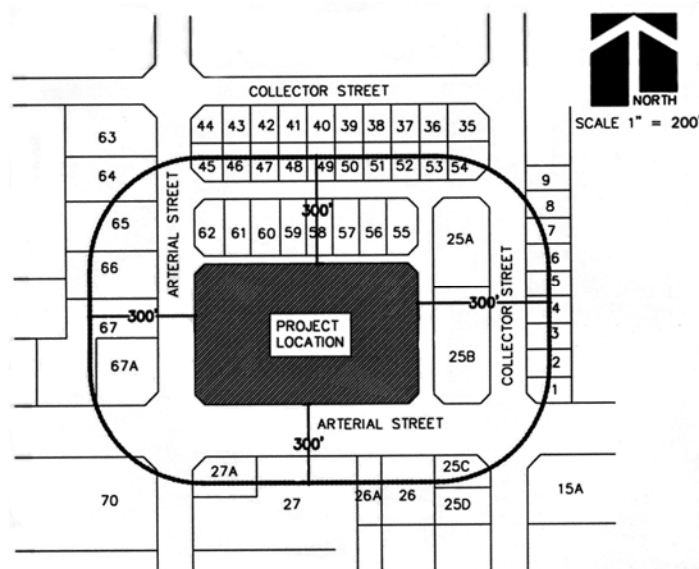 COLLECTOR STREET
NORTH
SCALE 1" = 200'
44 43 42 41 40 39 38 37 36 35
63
45 46 47 48 49 50 51 52 53 54
64
9
8
ARTERIAL STREET
65
300'
62 61 60 59 58 57 56 55
25A
7
66
6
COLLECTOR STREET
5
300'
300'
4
67
PROJECT
LOCATION
3
67A
25B
2
1
ARTERIAL STREET
300'
27A
25C
70
27
26A
26
25D
15A